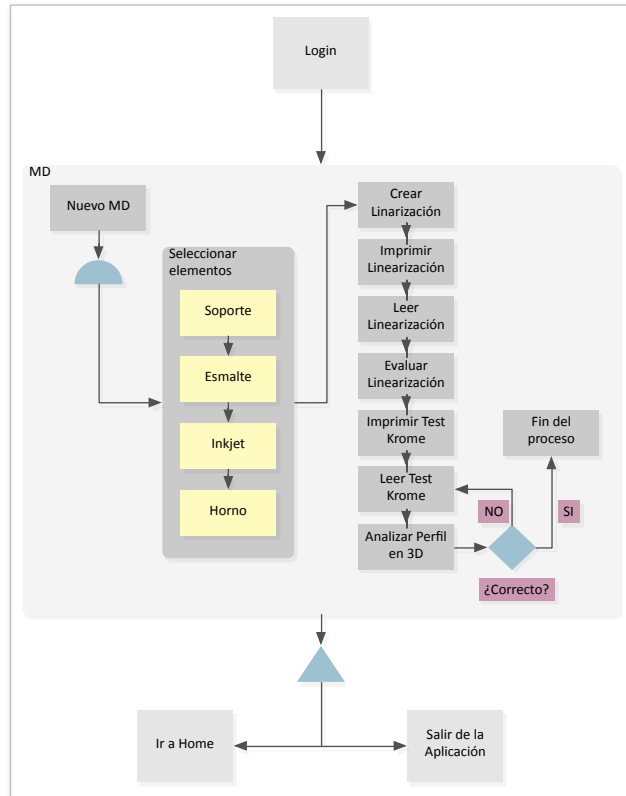 Login
MD
Nuevo MD
Seleccionar
elementos
Soporte
Esmalte
Inkjet
Horno
Crear
Linarización
Imprimir
Linearización
Leer
Linearización
Evaluar
Linearización
Imprimir Test
Krome
Leer Test
Krome
Analizar Perfil
en 3D
NO
SI
¿Correcto?
Fin del
proceso
Ir a Home
Salir de la
Aplicación